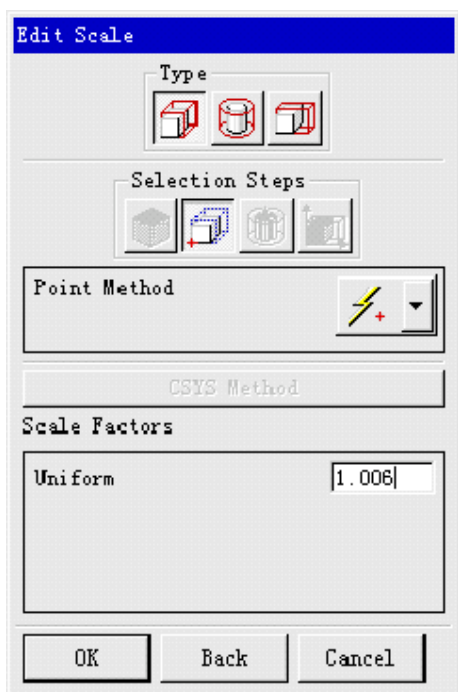 Edit Scale
Type
Selection Steps
Point Method
CSYS Method
Scale Factors
Uniform 1.006
OK Back Cancel